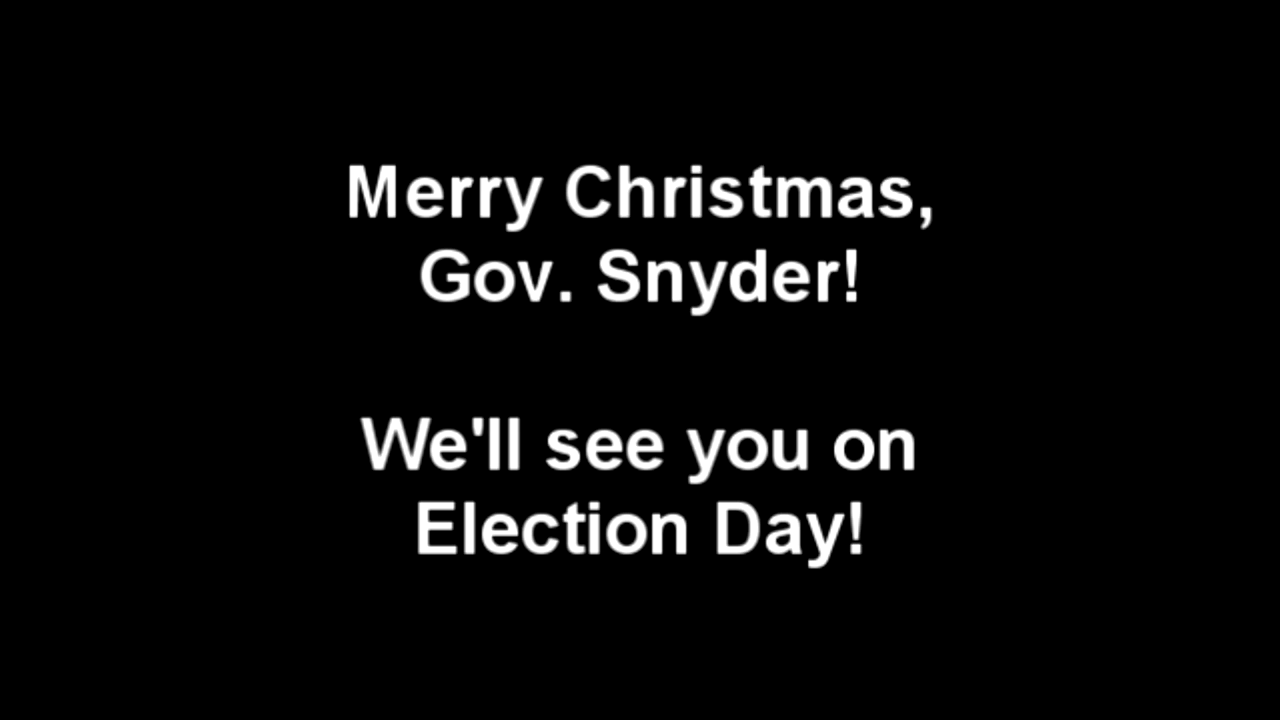 Merry Christmas,
Gov. Snyder!
We'll see you on
Election Day!